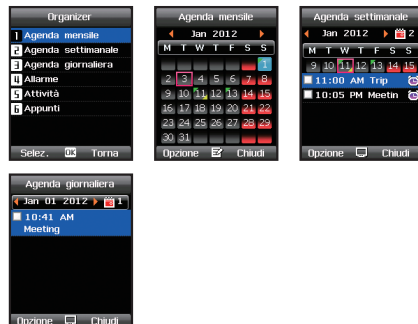 Organizer
1 Agenda mensile
2 Agenda settimanale
3 Agenda giornaliera
4 Allarme
5 Attività
6 Appunti
Selez. OK Torna
Agenda mensile
Jan 2012
M T W T F S S
1
2 3 4 5 6 7 8
9 10 11 12 13 14 15
16 17 18 19 20 21 22
23 24 25 26 27 28 29
30 31
Opzione Chiudi
Agenda settimanale
Jan 2012 2
M T W T F S S
9 10 11 12 13 14 15
11:00 AM Trip
10:05 PM Meetin
Opzione Chiudi
Agenda giornaliera
Jan 01 2012 1
10:41 AM
Meeting
Opzione Chiudi